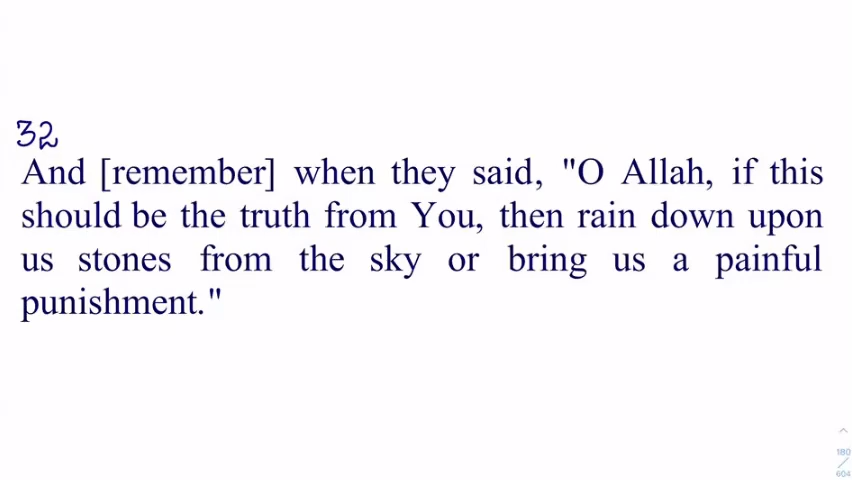 32
And [remember] when they said, "O Allah, if this
should be the truth from You, then rain down upon
us stones from the sky or bring us a painful
punishment."
180
/
604